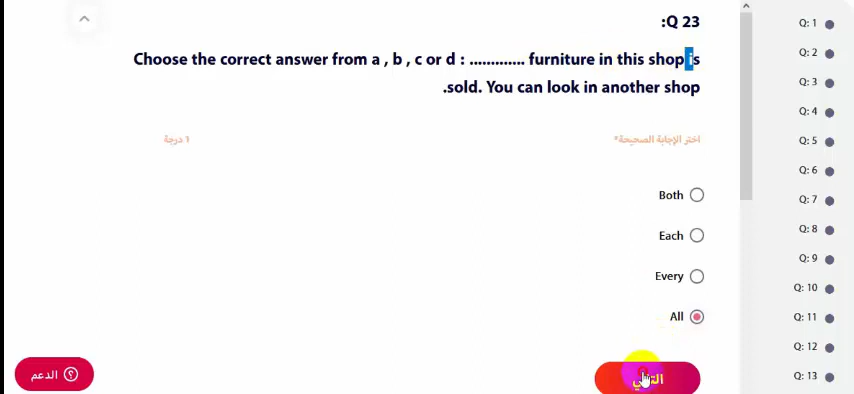 :Q 23
Choose the correct answer from a , b , c or d : ............. furniture in this shop is
.sold. You can look in another shop
اختر الإجابة الصحيحة*
1 درجة
Both
Each
Every
All
التالي
الدعم
Q: 1
Q: 2
Q: 3
Q: 4
Q: 5
Q: 6
Q: 7
Q: 8
Q: 9
Q: 10
Q: 11
Q: 12
Q: 13